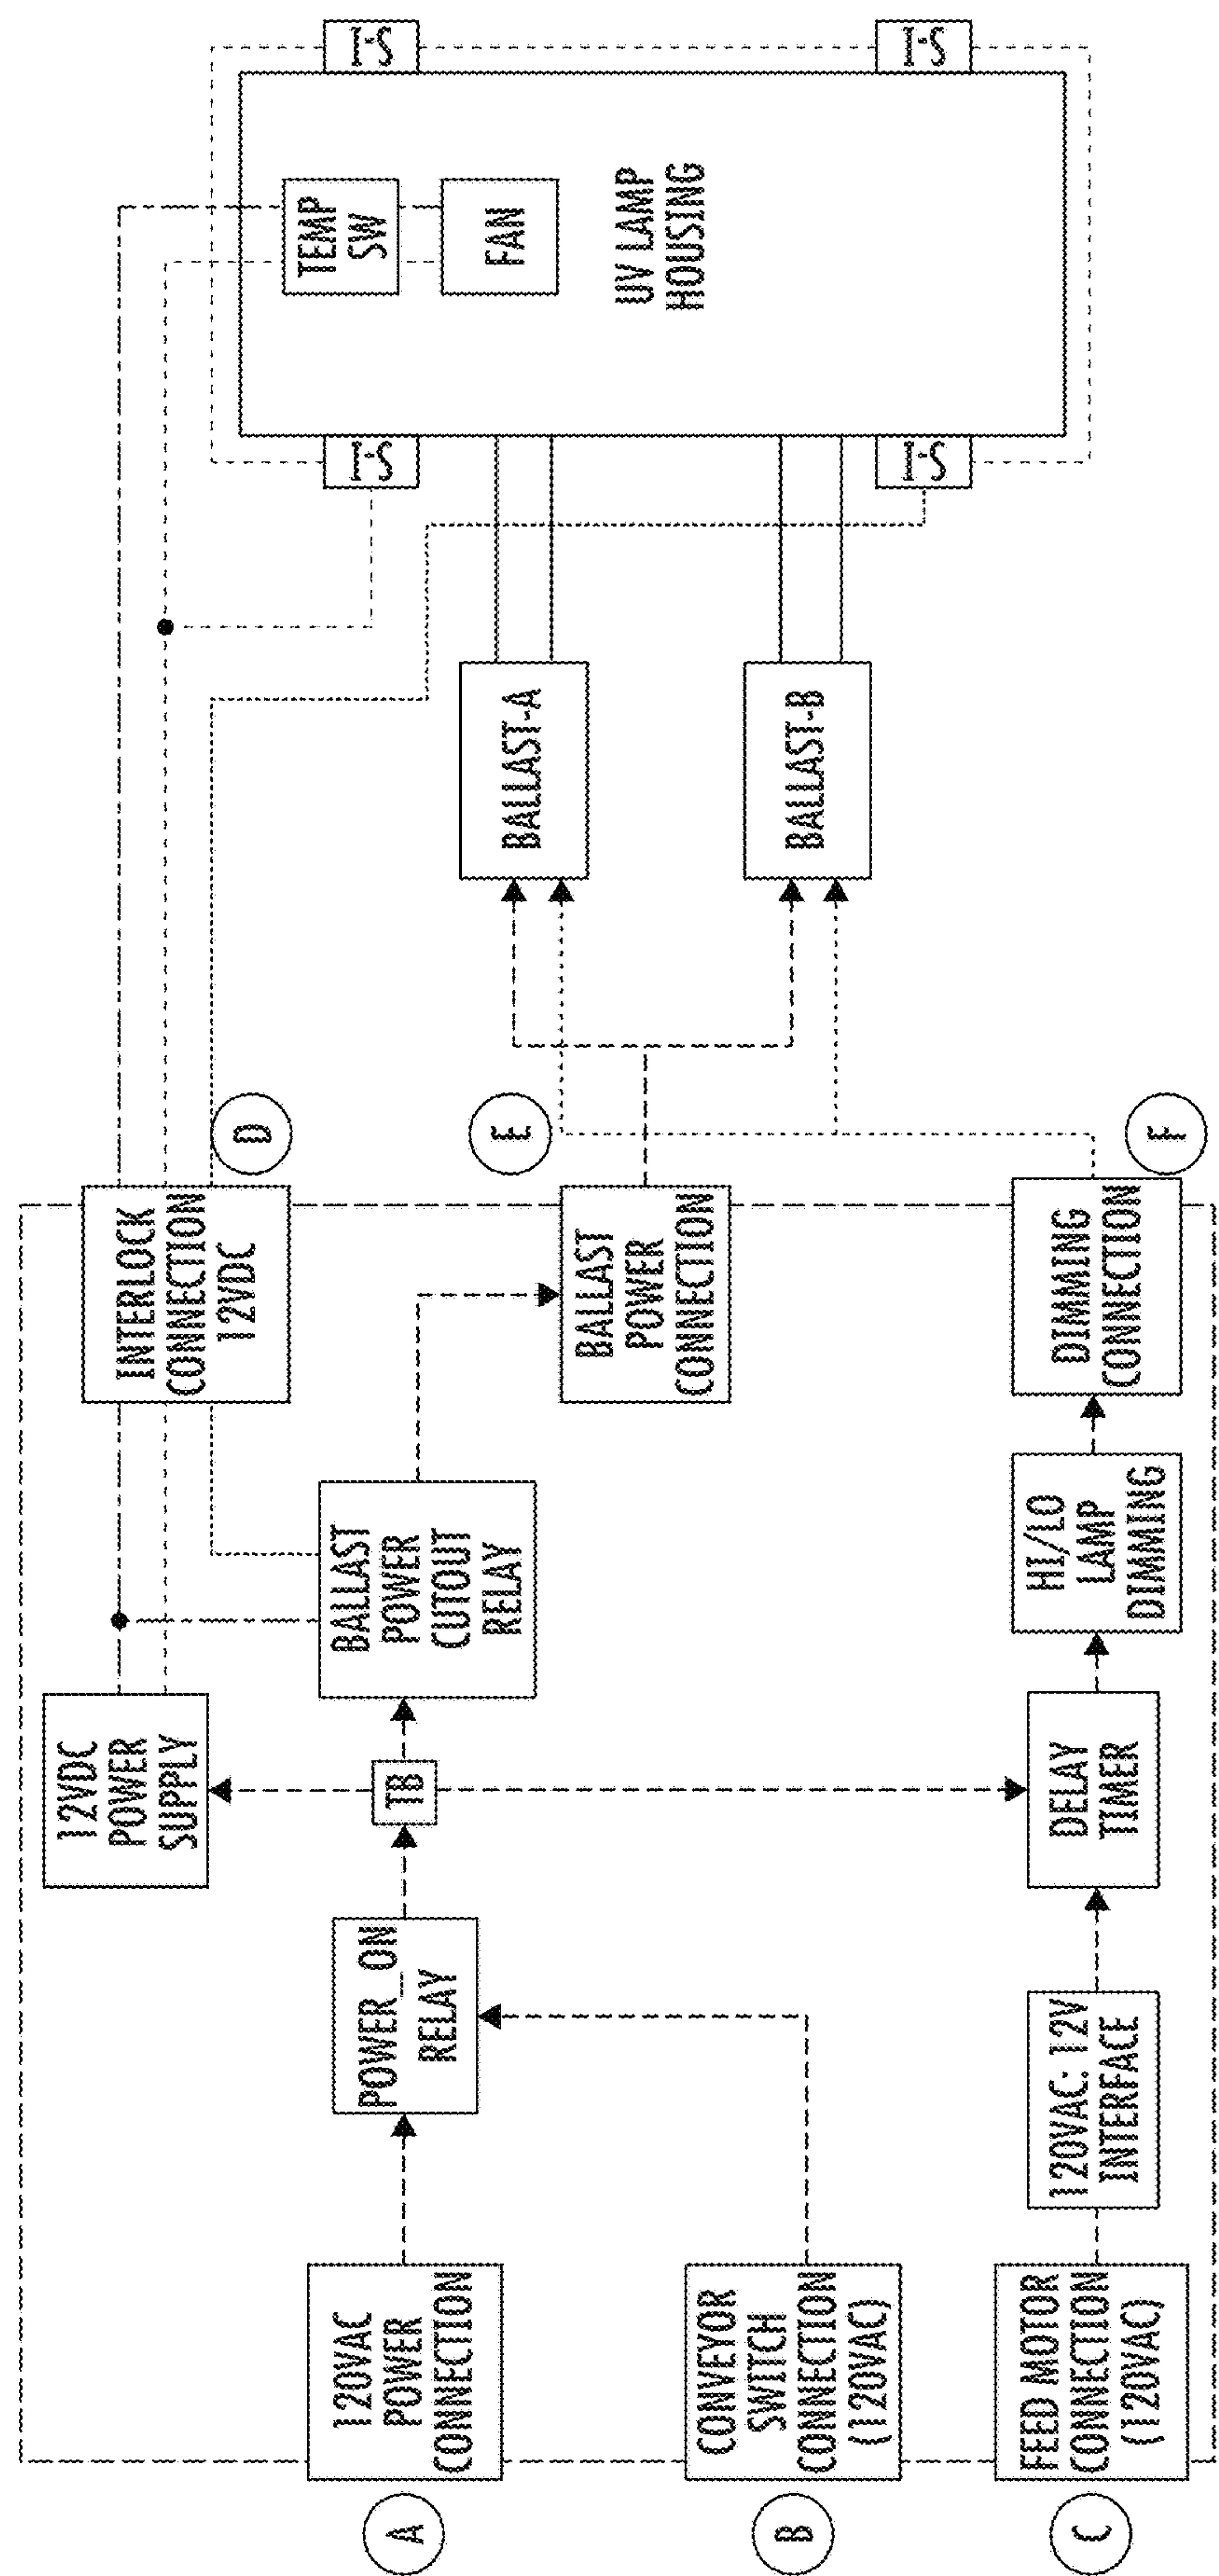 A
120VAC
POWER
CONNECTION
B
CONVEYOR
SWITCH
CONNECTION
(120VAC)
C
FEED MOTOR
CONNECTION
(120VAC)
POWER_ON
RELAY
120VAC: 12V
INTERFACE
12VDC
POWER
SUPPLY
TB
DELAY
TIMER
BALLAST
POWER
CUTOUT
RELAY
HI/LO
LAMP
DIMMING
INTERLOCK
CONNECTION
12VDC
D
BALLAST
POWER
CONNECTION
E
DIMMING
CONNECTION
F
BALLAST-A
BALLAST-B
I-S
I-S
TEMP
SW
FAN
UV LAMP
HOUSING
I-S
I-S